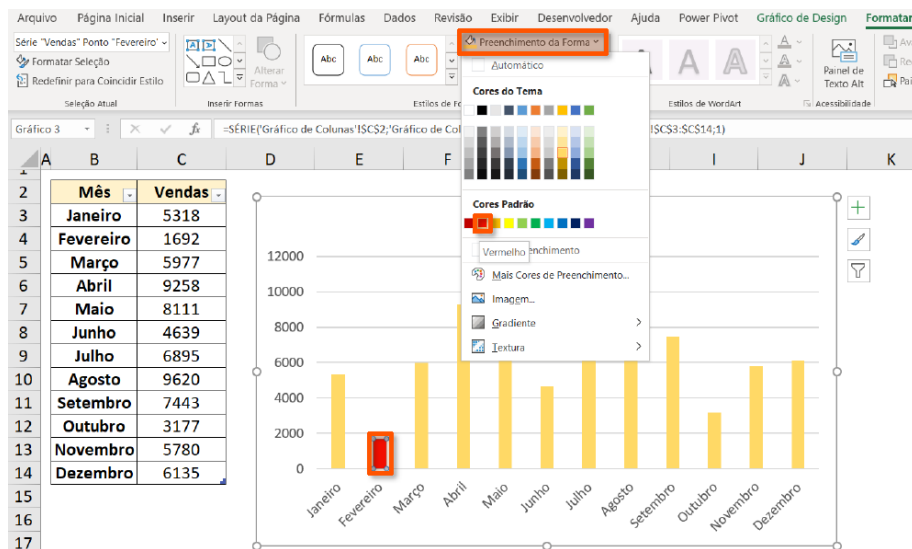 Arquivo Página Inicial Inserir Layout da Página Fórmulas Dados Revisão Exibir Desenvolvedor Ajuda Power Pivot Gráfico de Design Formatar
Série "Vendas" Ponto "Fevereiro'
Formatar Seleção
Redefinir para Coincidir Estilo
Seleção Atual
Alterar
Forma
Inserir Formas
Abc Abc Abc
Preenchimento da Forma
Automático
Cores do Tema
Cores Padrão
Vermelho
Mais Cores de Preenchimento...
Imagem...
Gradiente
Textura
A A
Estilos de WordArt
Painel de
Texto Alt
Acessibilidade
Gráfico 3
fx =SÉRIE('Gráfico de Colunas'!$C$2;'Gráfico de Col !$C$3:$C$14;1)
A B C D E F I J K
2 Mês Vendas
3 Janeiro 5318
4 Fevereiro 1692
5 Março 5977
6 Abril 9258
7 Maio 8111
8 Junho 4639
9 Julho 6895
10 Agosto 9620
11 Setembro 7443
12 Outubro 3177
13 Novembro 5780
14 Dezembro 6135
15
16
17
12000
10000
8000
6000
4000
2000
0
Janeiro Fevereiro Março Abril Maio Junho Julho Agosto Setembro Outubro Novembro Dezembro